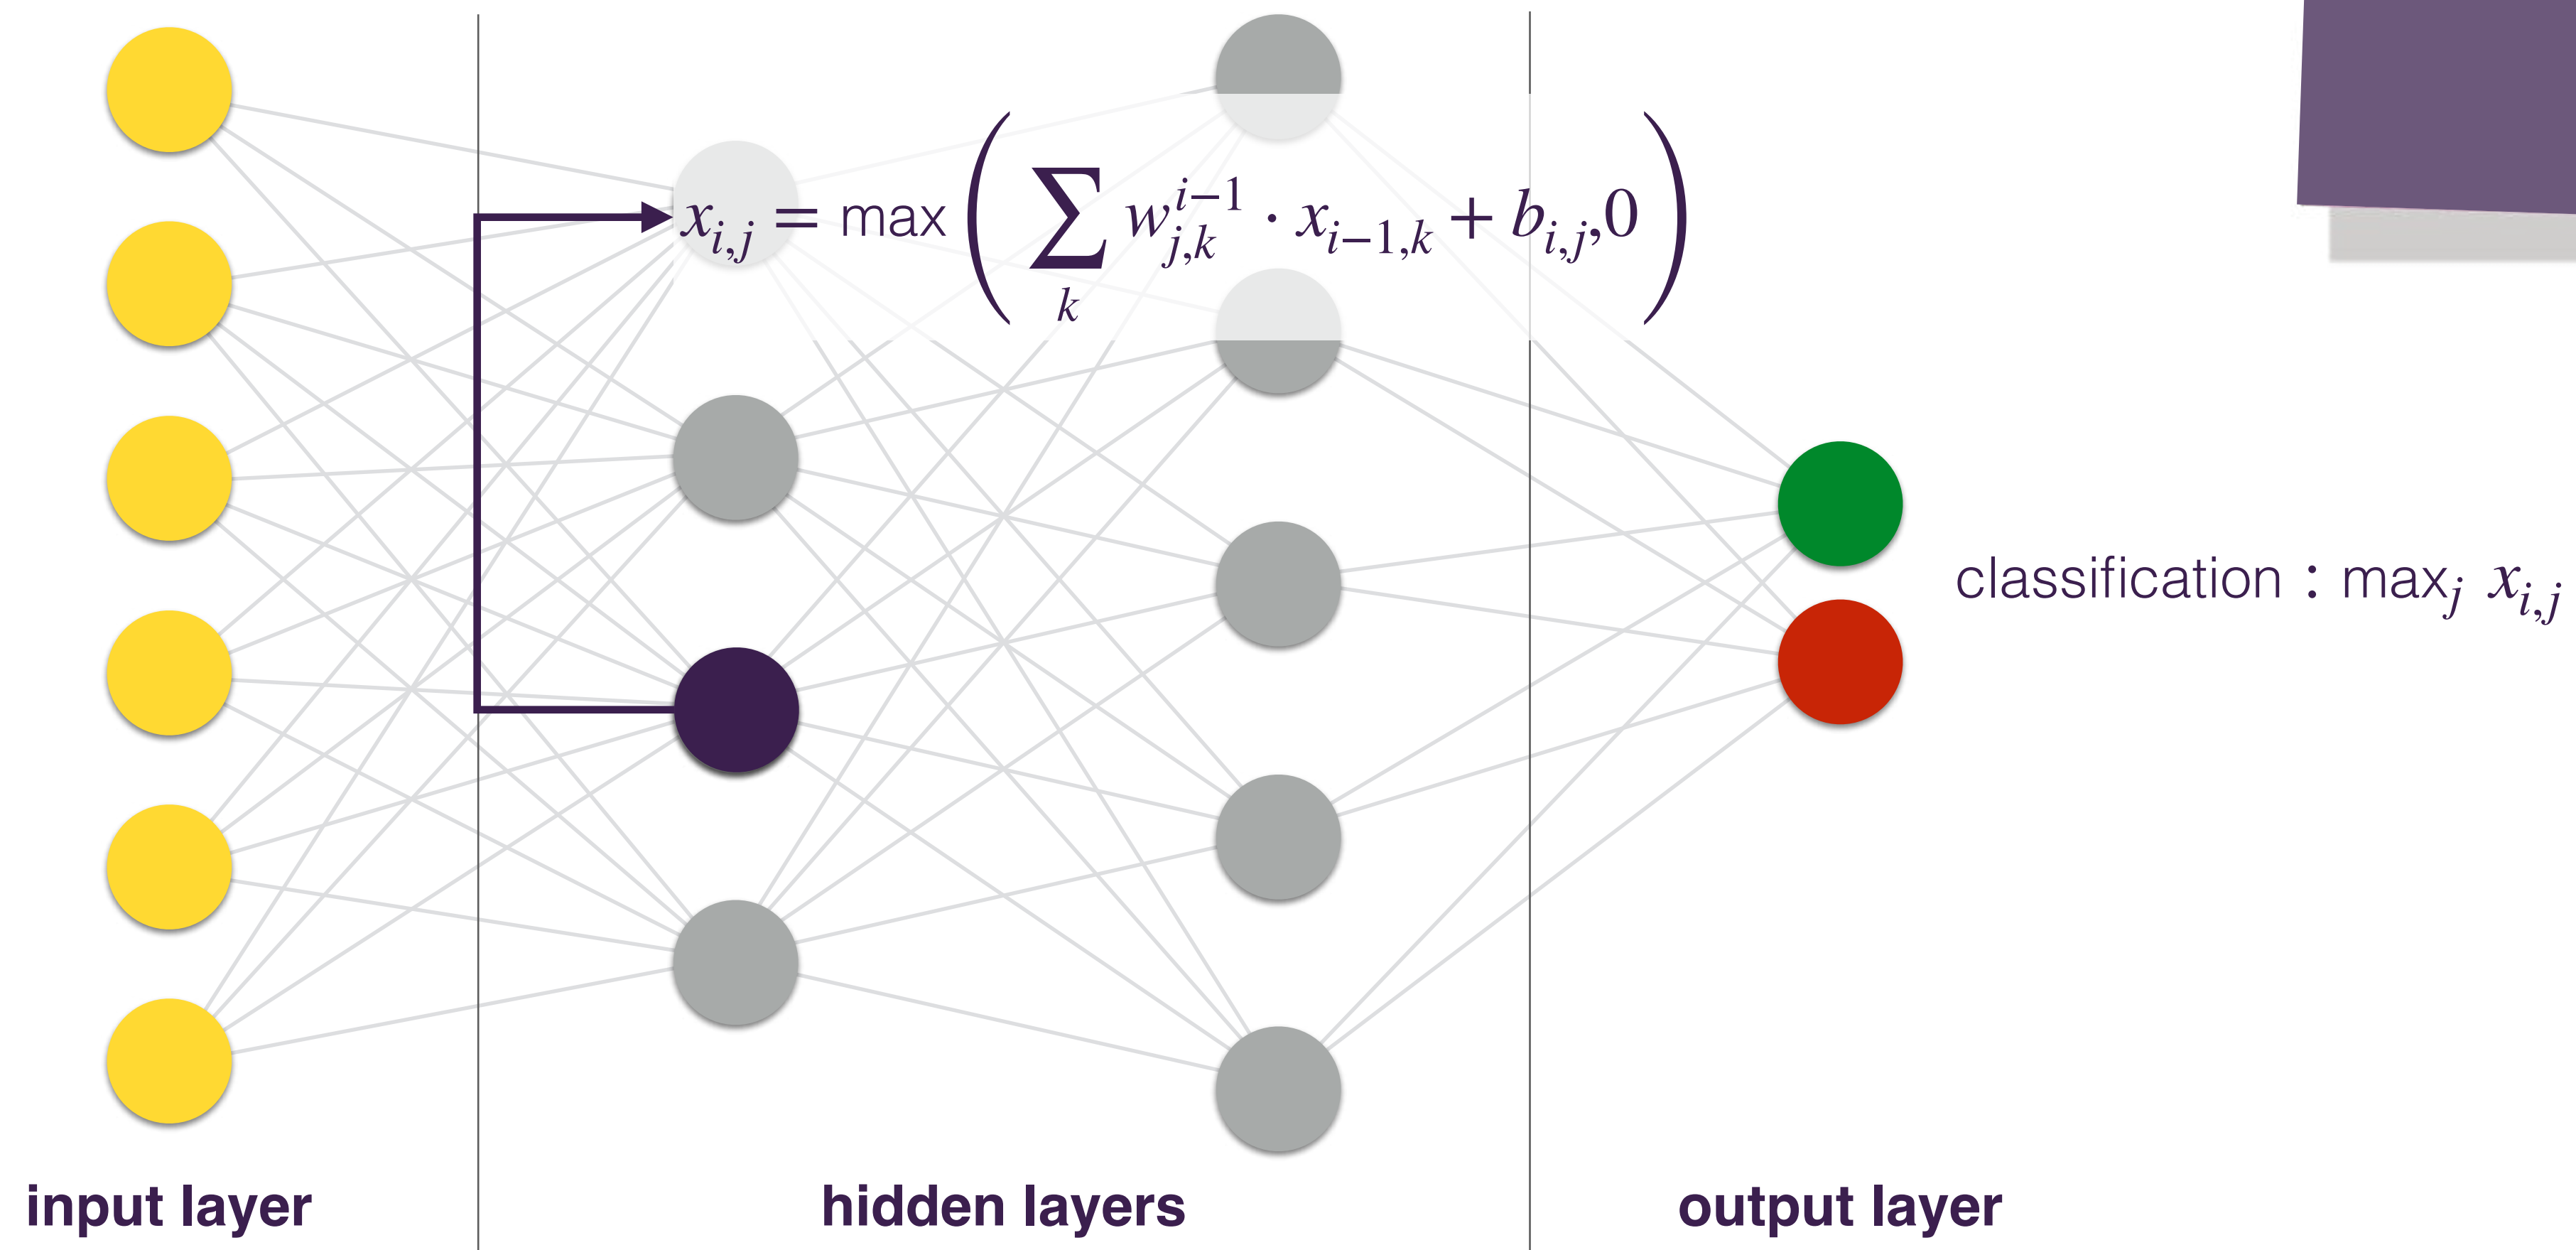 x_{i,j} = max ( ∑_k w_{j,k}^{i−1} · x_{i−1,k} + b_{i,j},0 )
classification : max_j x_{i,j}
input layer
hidden layers
output layer